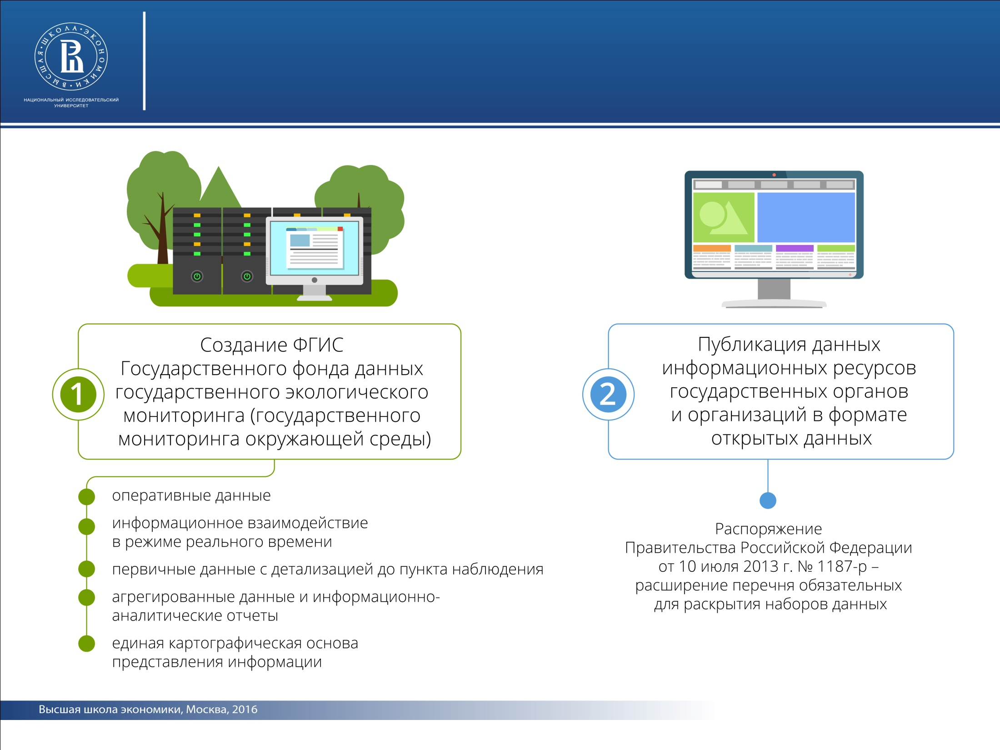 ВЫСШАЯ • ШКОЛА • ЭКОНОМИКИ •
НАЦИОНАЛЬНЫЙ ИССЛЕДОВАТЕЛЬСКИЙ
УНИВЕРСИТЕТ
1
Создание ФГИС
Государственного фонда данных
государственного экологического
мониторинга (государственного
мониторинга окружающей среды)
оперативные данные
информационное взаимодействие
в режиме реального времени
первичные данные с детализацией до пункта наблюдения
агрегированные данные и информационно-
аналитические отчеты
единая картографическая основа
представления информации
2
Публикация данных
информационных ресурсов
государственных органов
и организаций в формате
открытых данных
Распоряжение
Правительства Российской Федерации
от 10 июля 2013 г. № 1187-р –
расширение перечня обязательных
для раскрытия наборов данных
Высшая школа экономики, Москва, 2016